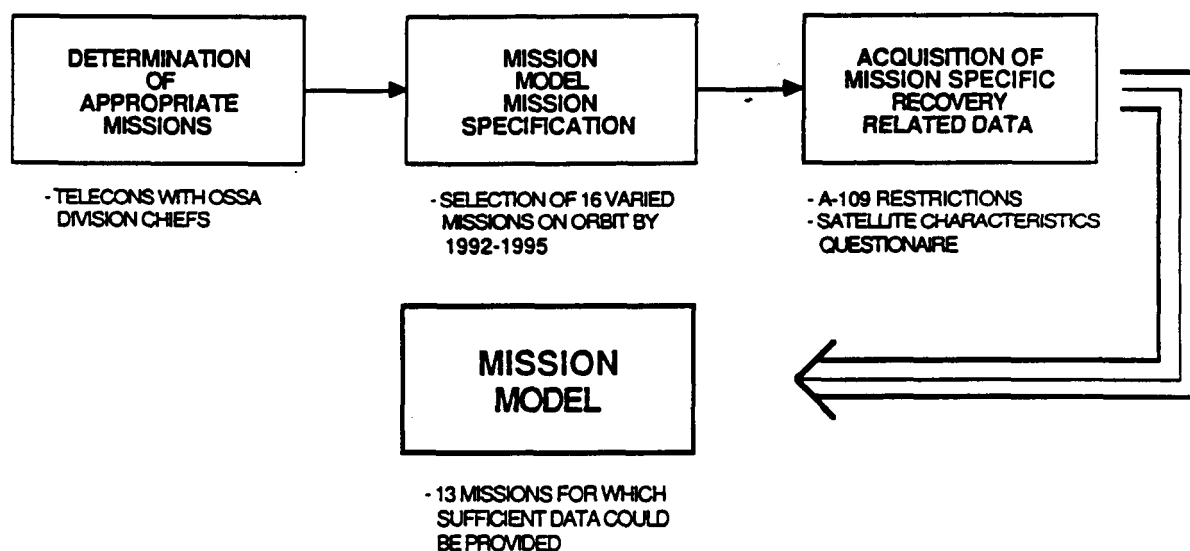 DETERMINATION
OF
APPROPRIATE
MISSIONS
- TELECONS WITH OSSA
DIVISION CHIEFS
MISSION
MODEL
MISSION
SPECIFICATION
- SELECTION OF 16 VARIED
MISSIONS ON ORBIT BY
1992-1995
ACQUISITION OF
MISSION SPECIFIC
RECOVERY
RELATED DATA
- A-109 RESTRICTIONS
- SATELLITE CHARACTERISTICS
QUESTIONAIRE
MISSION
MODEL
- 13 MISSIONS FOR WHICH
SUFFICIENT DATA COULD
BE PROVIDED